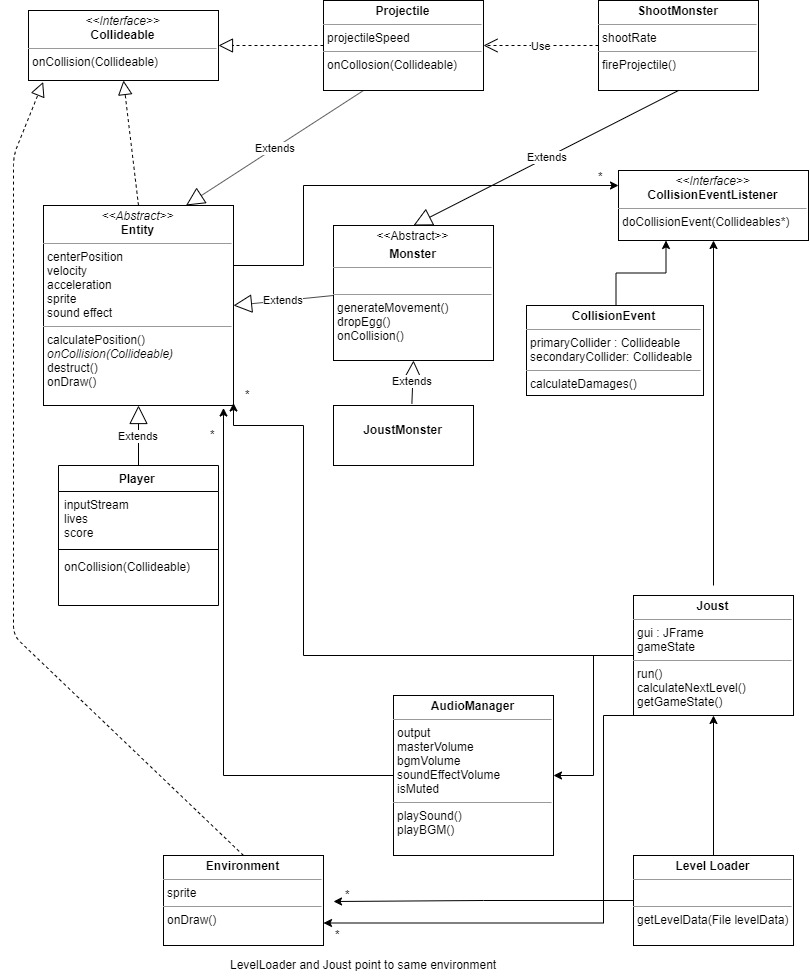 <<Interface>>
Collideable
onCollision(Collideable)
Projectile
projectileSpeed
onCollosion(Collideable)
Use
ShootMonster
shootRate
fireProjectile()
Extends
Extends
*
<<Interface>>
CollisionEventListener
doCollisionEvent(Collideables*)
<<Abstract>>
Entity
centerPosition
velocity
acceleration
sprite
sound effect
calculatePosition()
onCollision(Collideable)
destruct()
onDraw()
Extends
<<Abstract>>
Monster
generateMovement()
dropEgg()
onCollision()
CollisionEvent
primaryCollider : Collideable
secondaryCollider: Collideable
calculateDamages()
Extends
JoustMonster
*
*
Extends
Player
inputStream
lives
score
onCollision(Collideable)
Joust
gui : JFrame
gameState
run()
calculateNextLevel()
getGameState()
AudioManager
output
masterVolume
bgmVolume
soundEffectVolume
isMuted
playSound()
playBGM()
Environment
sprite
onDraw()
*
*
Level Loader
getLevelData(File levelData)
LevelLoader and Joust point to same environment